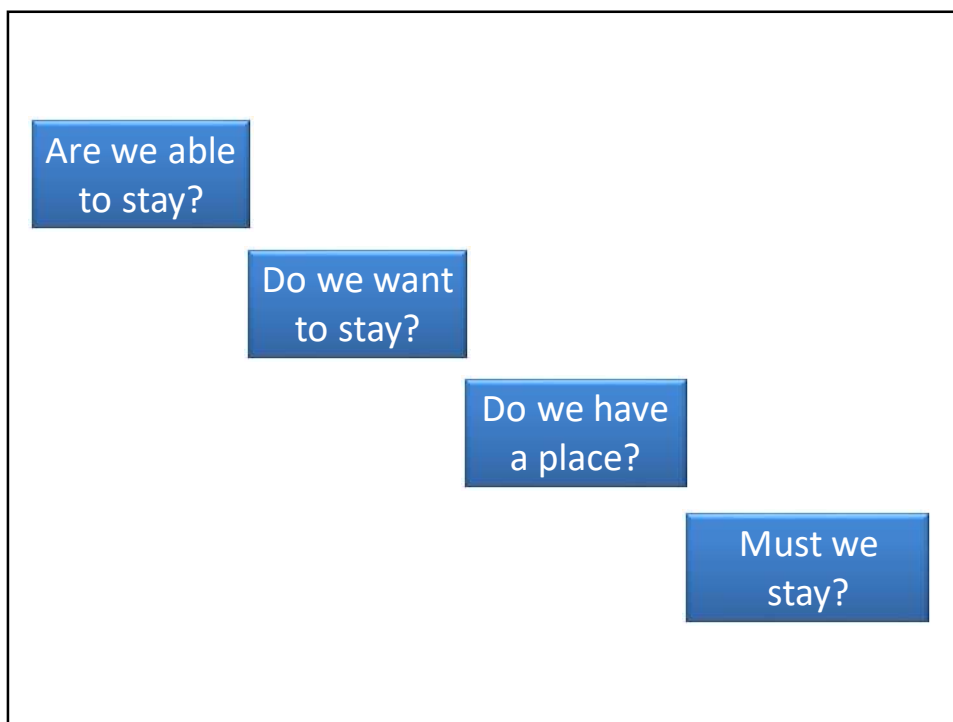 Are we able
to stay?
Do we want
to stay?
Do we have
a place?
Must we
stay?